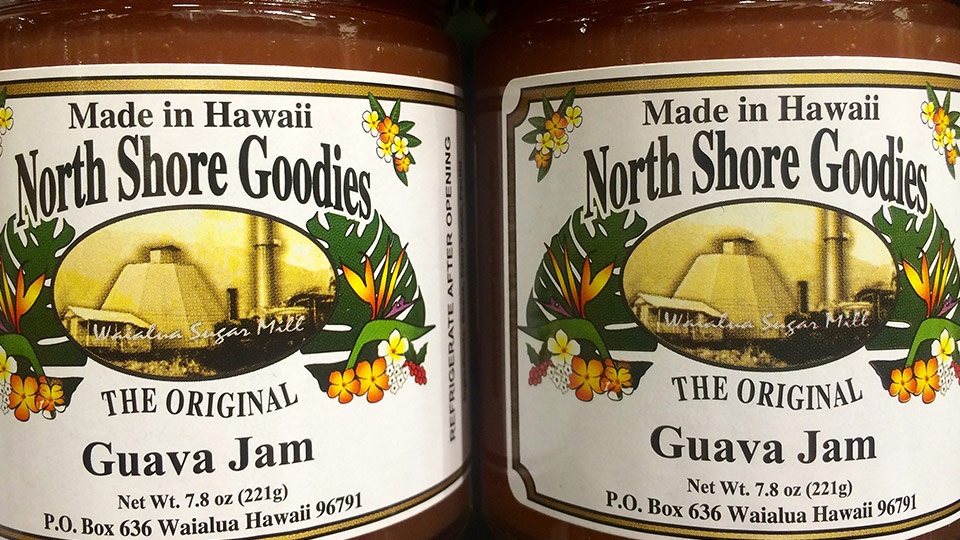 Made in Hawaii
North Shore Goodies
Waialua Sugar Mill
THE ORIGINAL
Guava Jam
Net Wt. 7.8 oz (221g)
P.O. Box 636 Waialua Hawaii 96791
REFRIGERATE AFTER OPENING
Made in Hawaii
North Shore Goodies
Waialua Sugar Mill
THE ORIGINAL
Guava Jam
Net Wt. 7.8 oz (221g)
P.O. Box 636 Waialua Hawaii 96791